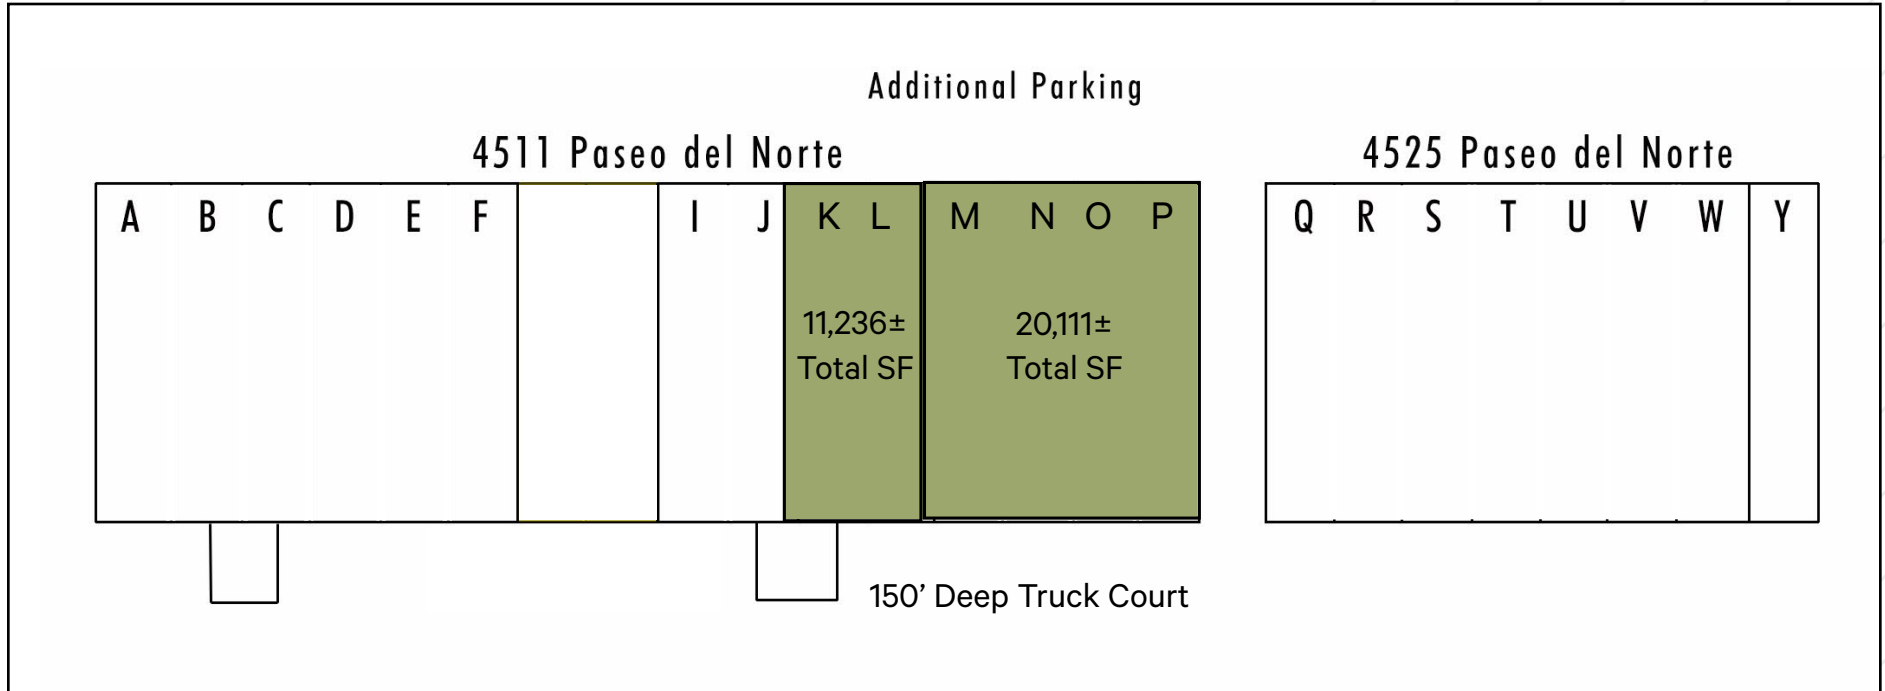 Additional Parking
4511 Paseo del Norte
4525 Paseo del Norte
A B C D E F I J K L M N O P
Q R S T U V W Y
11,236±
Total SF
20,111±
Total SF
150’ Deep Truck Court